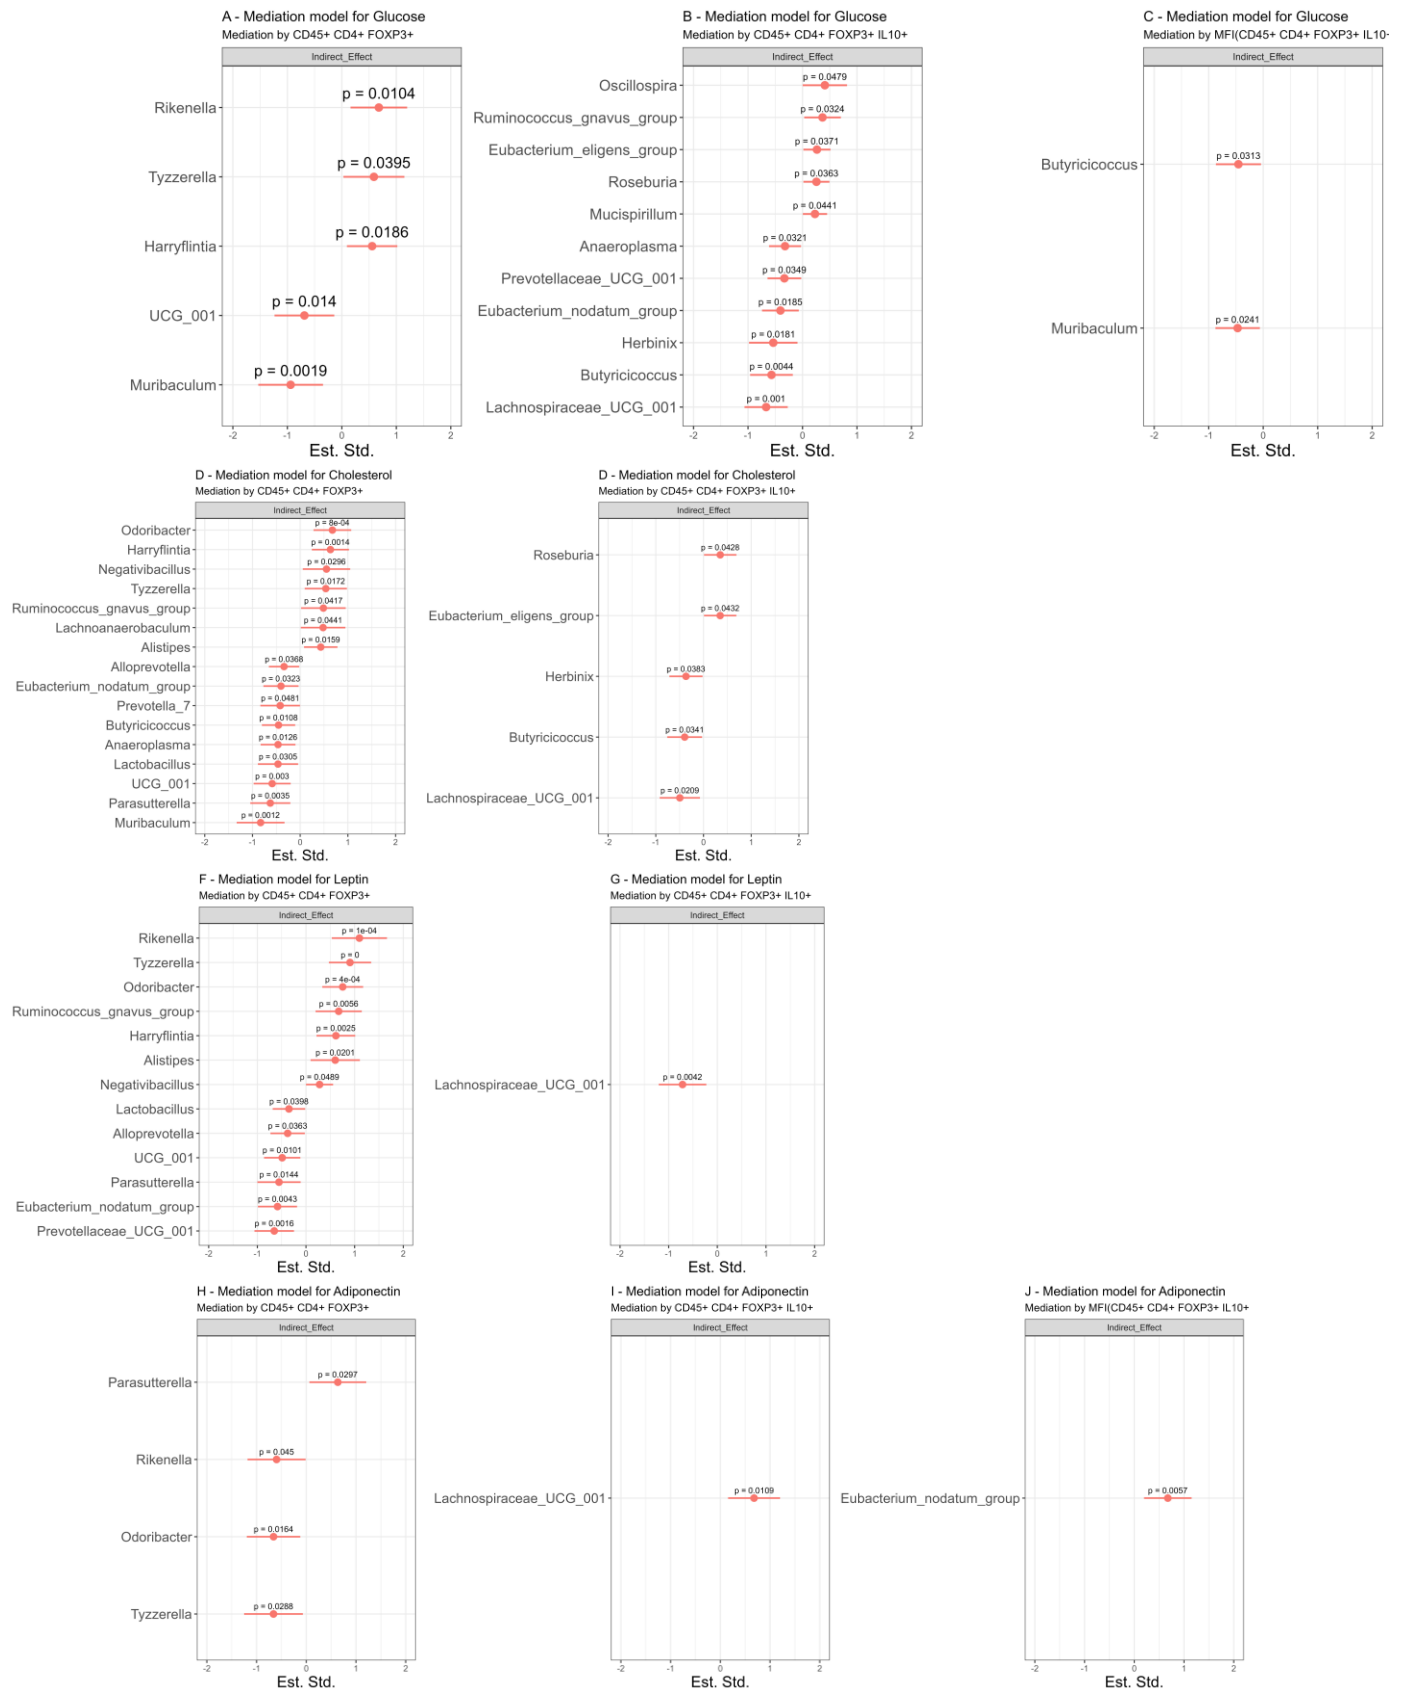 A - Mediation model for Glucose
Mediation by CD45+ CD4+ FOXP3+
Indirect_Effect
Rikenella
p = 0.0104
Tyzzerella
p = 0.0395
Harryflintia
p = 0.0186
UCG_001
p = 0.014
Muribaculum
p = 0.0019
-2 -1 0 1 2
Est. Std.
B - Mediation model for Glucose
Mediation by CD45+ CD4+ FOXP3+ IL10+
Indirect_Effect
Oscillospira
p = 0.0479
Ruminococcus_gnavus_group
p = 0.0324
Eubacterium_eligens_group
p = 0.0371
Roseburia
p = 0.0363
Mucispirillum
p = 0.0441
Anaeroplasma
p = 0.0321
Prevotellaceae_UCG_001
p = 0.0349
Eubacterium_nodatum_group
p = 0.0185
Herbinix
p = 0.0181
Butyricicoccus
p = 0.0044
Lachnospiraceae_UCG_001
p = 0.001
-2 -1 0 1 2
Est. Std.
C - Mediation model for Glucose
Mediation by MFI(CD45+ CD4+ FOXP3+ IL10-
Indirect_Effect
Butyricicoccus
p = 0.0313
Muribaculum
p = 0.0241
-2 -1 0 1 2
Est. Std.
D - Mediation model for Cholesterol
Mediation by CD45+ CD4+ FOXP3+
Indirect_Effect
Odoribacter
p = 8e-04
Harryflintia
p = 0.0014
Negativibacillus
p = 0.0296
Tyzzerella
p = 0.0172
Ruminococcus_gnavus_group
p = 0.0417
Lachnoanaerobaculum
p = 0.0441
Alistipes
p = 0.0159
Alloprevotella
p = 0.0368
Eubacterium_nodatum_group
p = 0.0323
Prevotella_7
p = 0.0481
Butyricicoccus
p = 0.0108
Anaeroplasma
p = 0.0126
Lactobacillus
p = 0.0305
UCG_001
p = 0.003
Parasutterella
p = 0.0035
Muribaculum
p = 0.0012
-2 -1 0 1 2
Est. Std.
D - Mediation model for Cholesterol
Mediation by CD45+ CD4+ FOXP3+ IL10+
Indirect_Effect
Roseburia
p = 0.0428
Eubacterium_eligens_group
p = 0.0432
Herbinix
p = 0.0383
Butyricicoccus
p = 0.0341
Lachnospiraceae_UCG_001
p = 0.0209
-2 -1 0 1 2
Est. Std.
F - Mediation model for Leptin
Mediation by CD45+ CD4+ FOXP3+
Indirect_Effect
Rikenella
p = 1e-04
Tyzzerella
p = 0
Odoribacter
p = 4e-04
Ruminococcus_gnavus_group
p = 0.0056
Harryflintia
p = 0.0025
Alistipes
p = 0.0201
Negativibacillus
p = 0.0489
Lactobacillus
p = 0.0398
Alloprevotella
p = 0.0363
UCG_001
p = 0.0101
Parasutterella
p = 0.0144
Eubacterium_nodatum_group
p = 0.0043
Prevotellaceae_UCG_001
p = 0.0016
-2 -1 0 1 2
Est. Std.
G - Mediation model for Leptin
Mediation by CD45+ CD4+ FOXP3+ IL10+
Indirect_Effect
Lachnospiraceae_UCG_001
p = 0.0042
-2 -1 0 1 2
Est. Std.
H - Mediation model for Adiponectin
Mediation by CD45+ CD4+ FOXP3+
Indirect_Effect
Parasutterella
p = 0.0297
Rikenella
p = 0.045
Odoribacter
p = 0.0164
Tyzzerella
p = 0.0288
-2 -1 0 1 2
Est. Std.
I - Mediation model for Adiponectin
Mediation by CD45+ CD4+ FOXP3+ IL10+
Indirect_Effect
Lachnospiraceae_UCG_001
p = 0.0109
-2 -1 0 1 2
Est. Std.
J - Mediation model for Adiponectin
Mediation by MFI(CD45+ CD4+ FOXP3+ IL10+
Indirect_Effect
Eubacterium_nodatum_group
p = 0.0057
-2 -1 0 1 2
Est. Std.